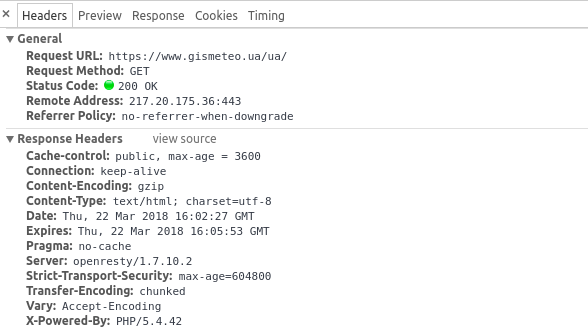 × Headers Preview Response Cookies Timing
▼ General
Request URL: https://www.gismeteo.ua/ua/
Request Method: GET
Status Code: 200 OK
Remote Address: 217.20.175.36:443
Referrer Policy: no-referrer-when-downgrade
▼ Response Headers view source
Cache-control: public, max-age = 3600
Connection: keep-alive
Content-Encoding: gzip
Content-Type: text/html; charset=utf-8
Date: Thu, 22 Mar 2018 16:02:27 GMT
Expires: Thu, 22 Mar 2018 16:05:53 GMT
Pragma: no-cache
Server: openresty/1.7.10.2
Strict-Transport-Security: max-age=604800
Transfer-Encoding: chunked
Vary: Accept-Encoding
X-Powered-By: PHP/5.4.42